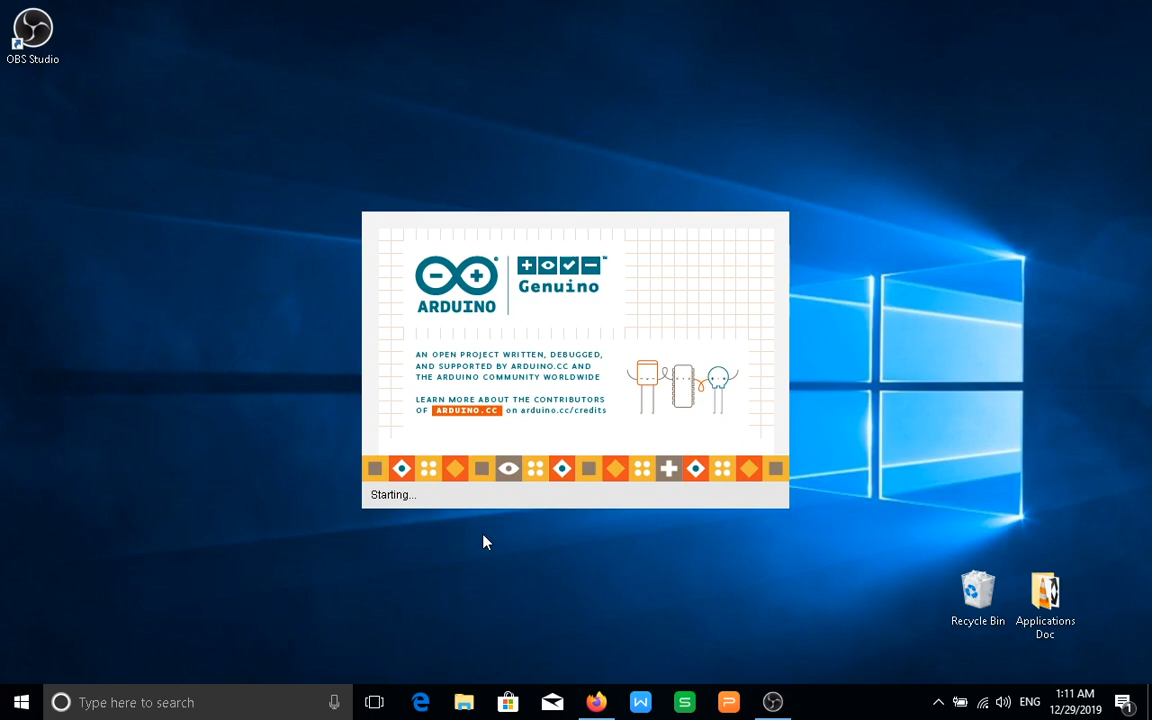 OBS Studio
ARDUINO
Genuino
AN OPEN PROJECT WRITTEN, DEBUGGED,
AND SUPPORTED BY ARDUINO.CC AND
THE ARDUINO COMMUNITY WORLDWIDE
LEARN MORE ABOUT THE CONTRIBUTORS
OF ARDUINO.CC on arduino.cc/credits
Starting...
Recycle Bin
Applications
Doc
Type here to search
ENG
1:11 AM
12/29/2019
1